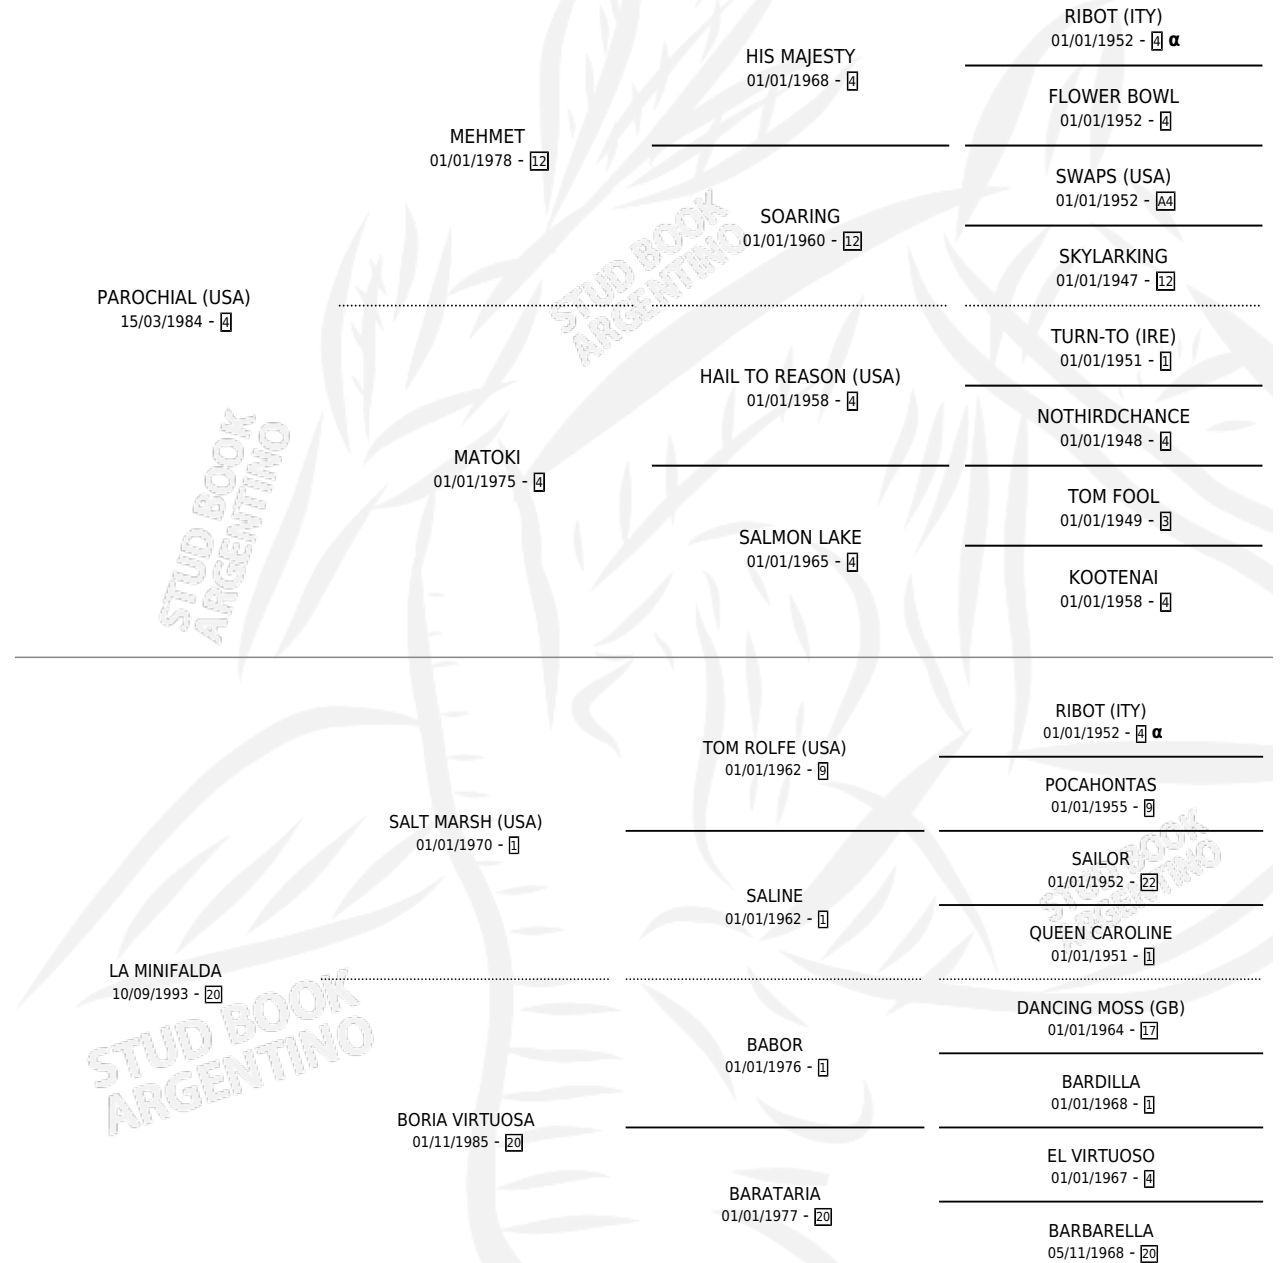 RIBOT (ITY)
01/01/1952 - 4 α
HIS MAJESTY
01/01/1968 - 4
FLOWER BOWL
01/01/1952 - 4
MEHMET
01/01/1978 - 12
SWAPS (USA)
01/01/1952 - A4
SOARING
01/01/1960 - 12
SKYLARKING
01/01/1947 - 12
PAROCHIAL (USA)
15/03/1984 - 4
TURN-TO (IRE)
01/01/1951 - 1
HAIL TO REASON (USA)
01/01/1958 - 4
NOTHIRDCHANCE
01/01/1948 - 4
MATOKI
01/01/1975 - 4
TOM FOOL
01/01/1949 - 3
SALMON LAKE
01/01/1965 - 4
KOOTENAI
01/01/1958 - 4
RIBOT (ITY)
01/01/1952 - 4 α
TOM ROLFE (USA)
01/01/1962 - 9
POCAHONTAS
01/01/1955 - 9
SALT MARSH (USA)
01/01/1970 - 1
SAILOR
01/01/1952 - 22
SALINE
01/01/1962 - 1
QUEEN CAROLINE
01/01/1951 - 1
LA MINIFALDA
10/09/1993 - 20
DANCING MOSS (GB)
01/01/1964 - 17
BABOR
01/01/1976 - 1
BARDILLA
01/01/1968 - 1
BORIA VIRTUOSA
01/11/1985 - 20
EL VIRTUOSO
01/01/1967 - 4
BARATARIA
01/01/1977 - 20
BARBARELLA
05/11/1968 - 20
STUD BOOK
ARGENTINO
STUD BOOK
ARGENTINO
STUD BOOK
ARGENTINO
STUD BOOK
ARGENTINO